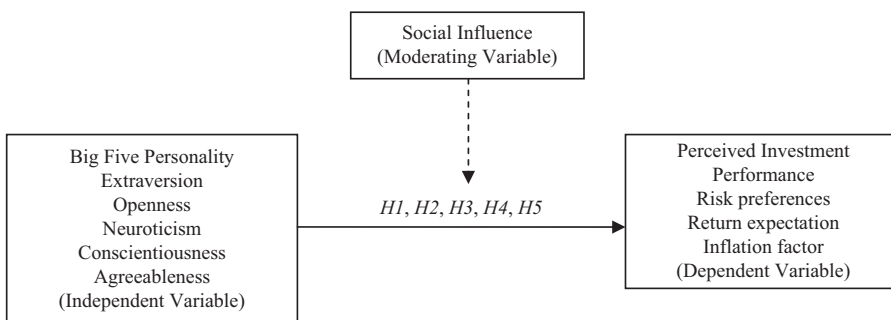 Social Influence
(Moderating Variable)
Big Five Personality
Extraversion
Openness
Neuroticism
Conscientiousness
Agreeableness
(Independent Variable)
H1, H2, H3, H4, H5
Perceived Investment
Performance
Risk preferences
Return expectation
Inflation factor
(Dependent Variable)